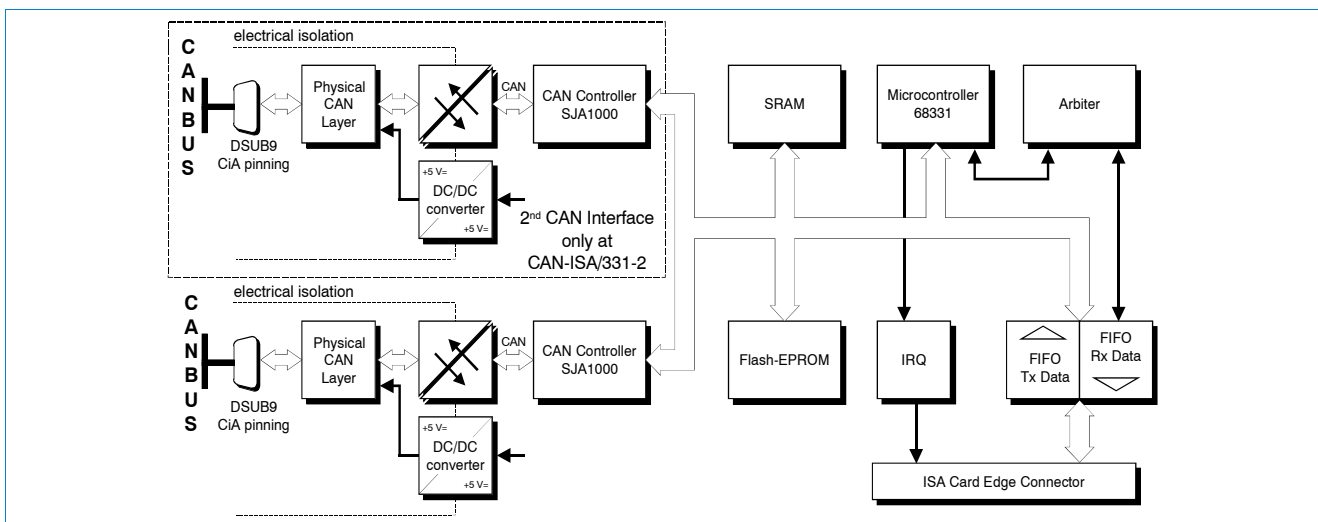 CANBUS
electrical isolation
DSUB9
CiA pinning
Physical
CAN
Layer
CAN
CAN Controller
SJA1000
+5 V=
DC/DC
converter
+5 V=
2nd CAN Interface
only at
CAN-ISA/331-2
SRAM
Microcontroller
68331
Arbiter
CANBUS
electrical isolation
DSUB9
CiA pinning
Physical
CAN
Layer
CAN
CAN Controller
SJA1000
+5 V=
DC/DC
converter
+5 V=
Flash-EPROM
IRQ
FIFO
Tx Data
FIFO
Rx Data
ISA Card Edge Connector